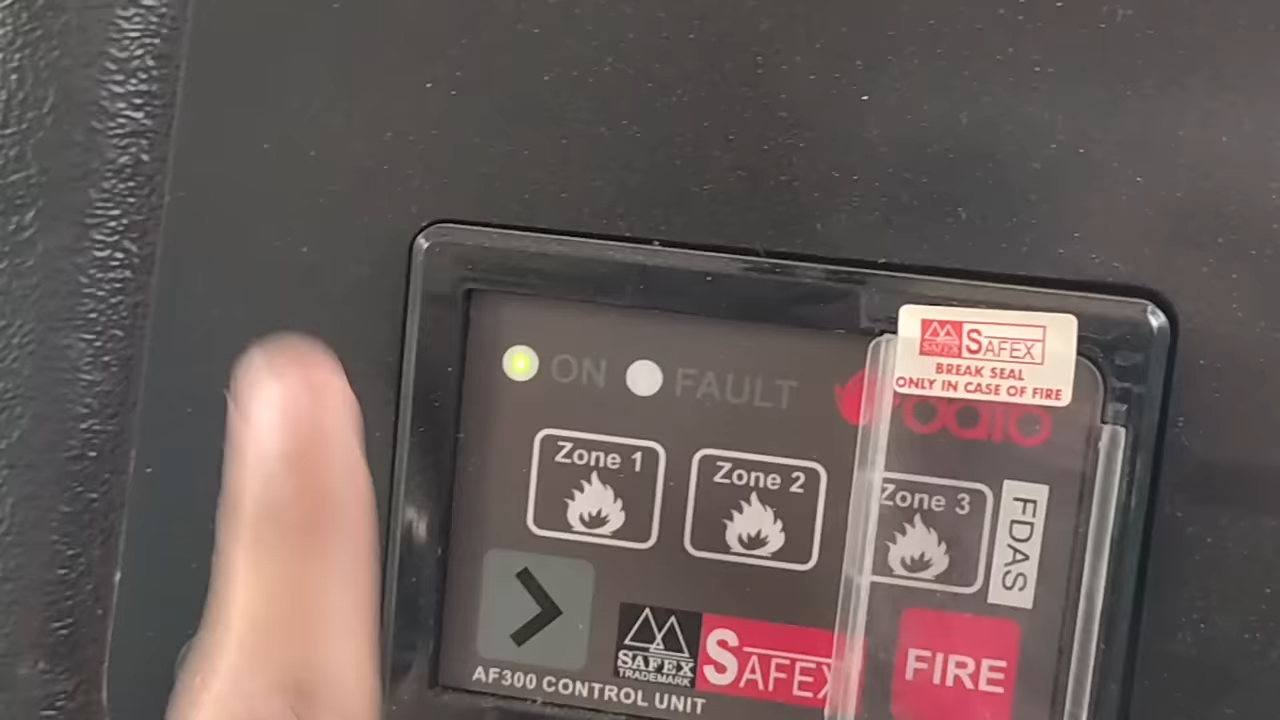 ON FAULT
SAFEX SAFEX
BREAK SEAL
ONLY IN CASE OF FIRE
Zone 1
Zone 2
Zone 3
FDAS
SAFEX
TRADEMARK
SAFEX
FIRE
AF300 CONTROL UNIT